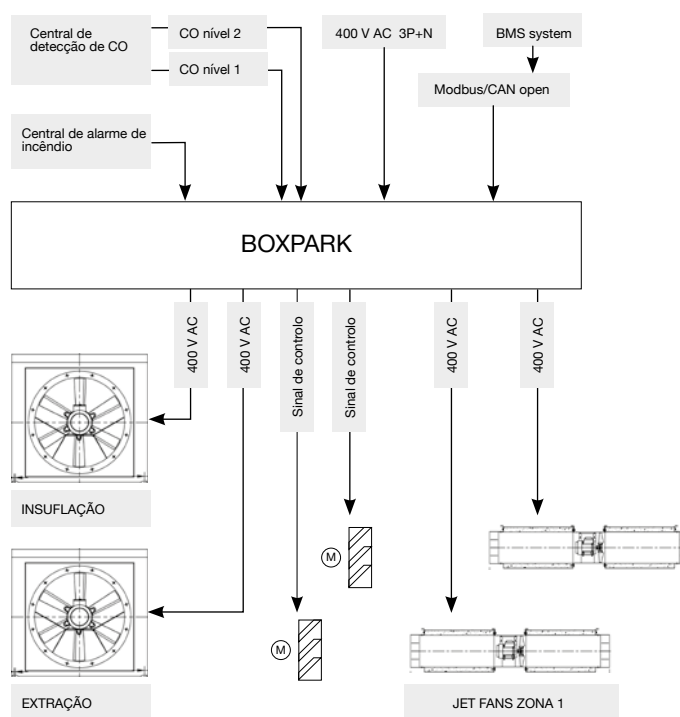 Central de
detecção de CO
CO nível 2
CO nível 1
400 V AC 3P+N
BMS system
Modbus/CAN open
Central de alarme de
incêndio
BOXPARK
400 V AC
400 V AC
Sinal de controlo
Sinal de controlo
400 V AC
400 V AC
INSUFLAÇÃO
M
M
EXTRAÇÃO
JET FANS ZONA 1